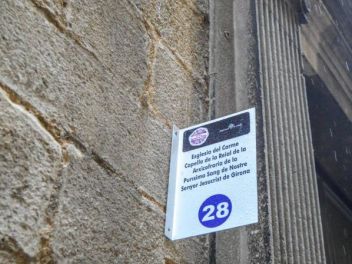 Església del Carme
Capella de la Reial de la
Arxiconfraria de la
Puríssima Sang de Nostre
Senyor Jesucrist de Girona
28